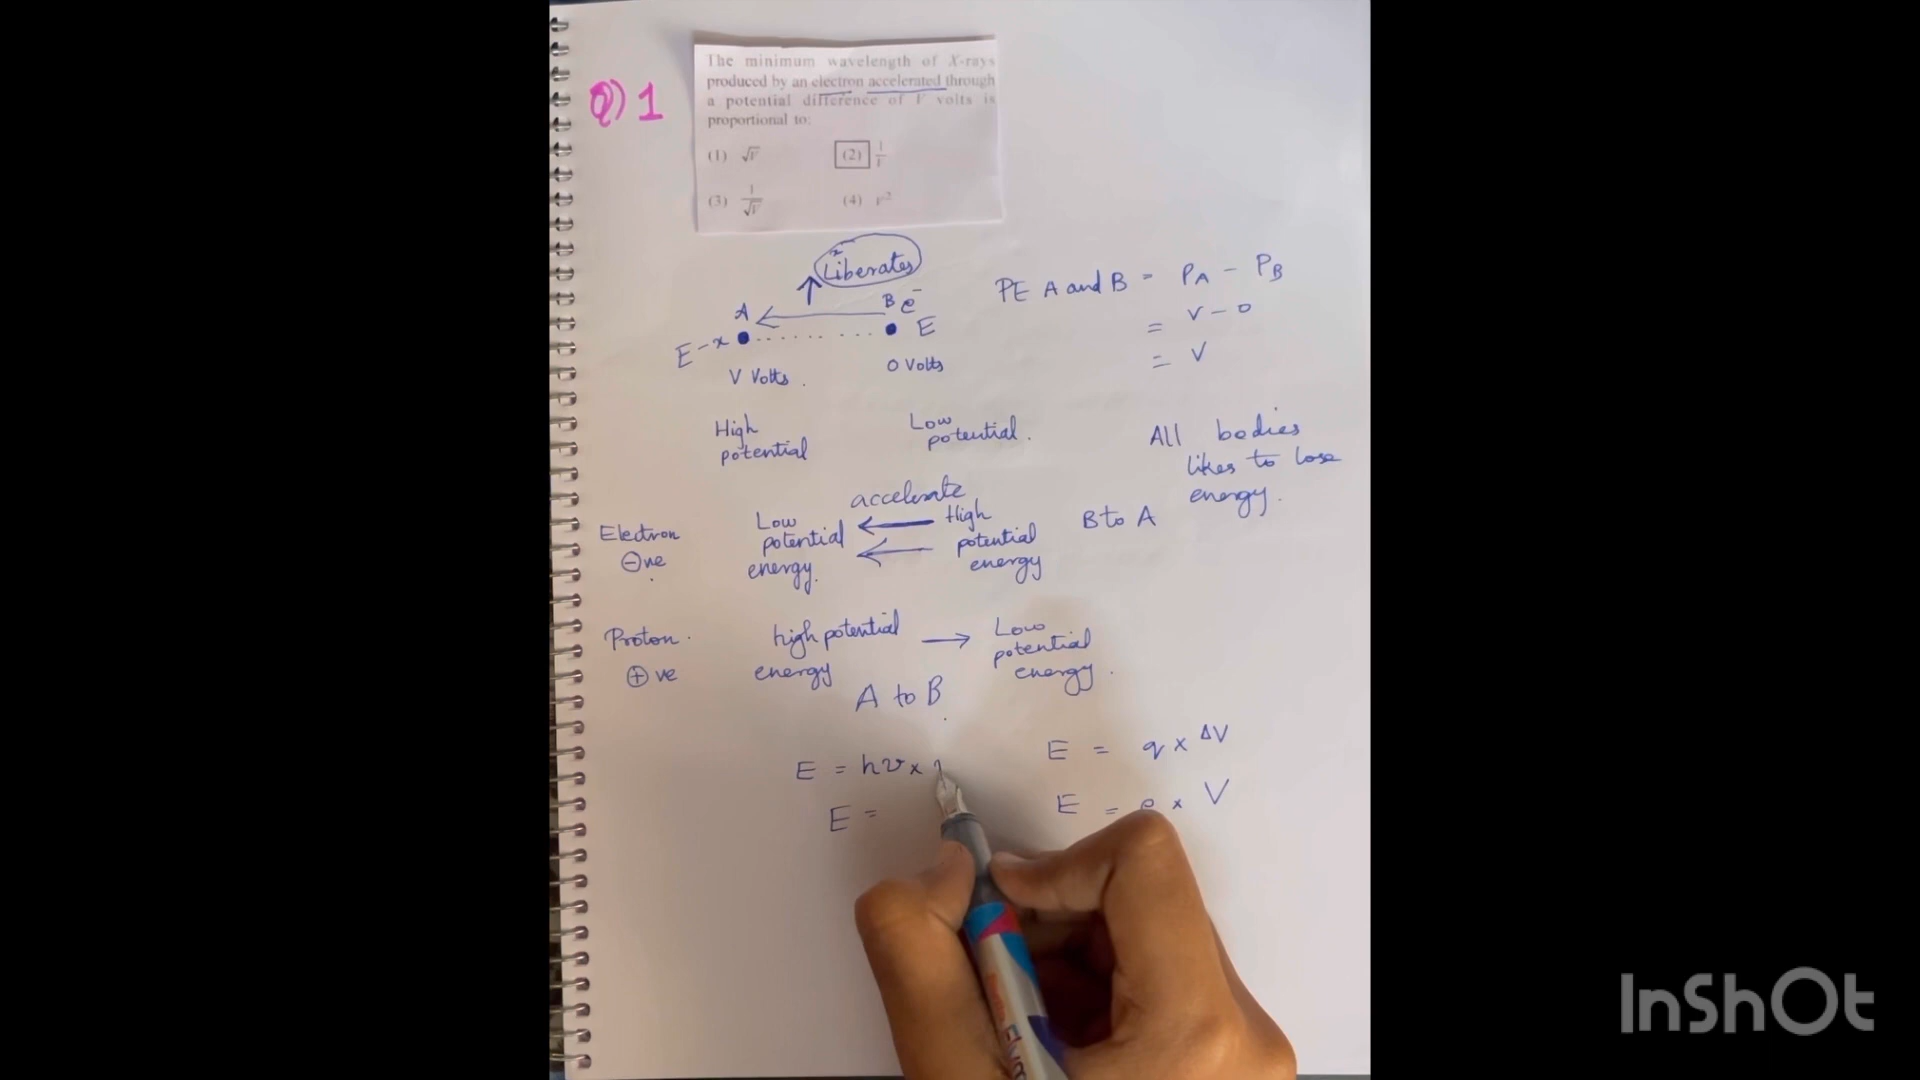 Q) 1
The minimum wavelength of X-rays
produced by an electron accelerated through
a potential difference of V volts is
proportional to:
(1) √V
(2) 1/V
(3) 1/√V
(4) V²
x
Liberates
A
B e⁻
E-x
E
V Volts .
0 Volts
PE A and B = PA - PB
= V - 0
= V
High
potential
Low
potential.
All bodies
likes to lose
energy.
accelerate
Electron
⊖ve
Low
potential
energy.
High
potential
energy
B to A
Proton.
⊕ ve
high potential
energy
Low
potential
energy.
A to B
E = hν ×
E =
E = q × ΔV
E = e × V
InShOt